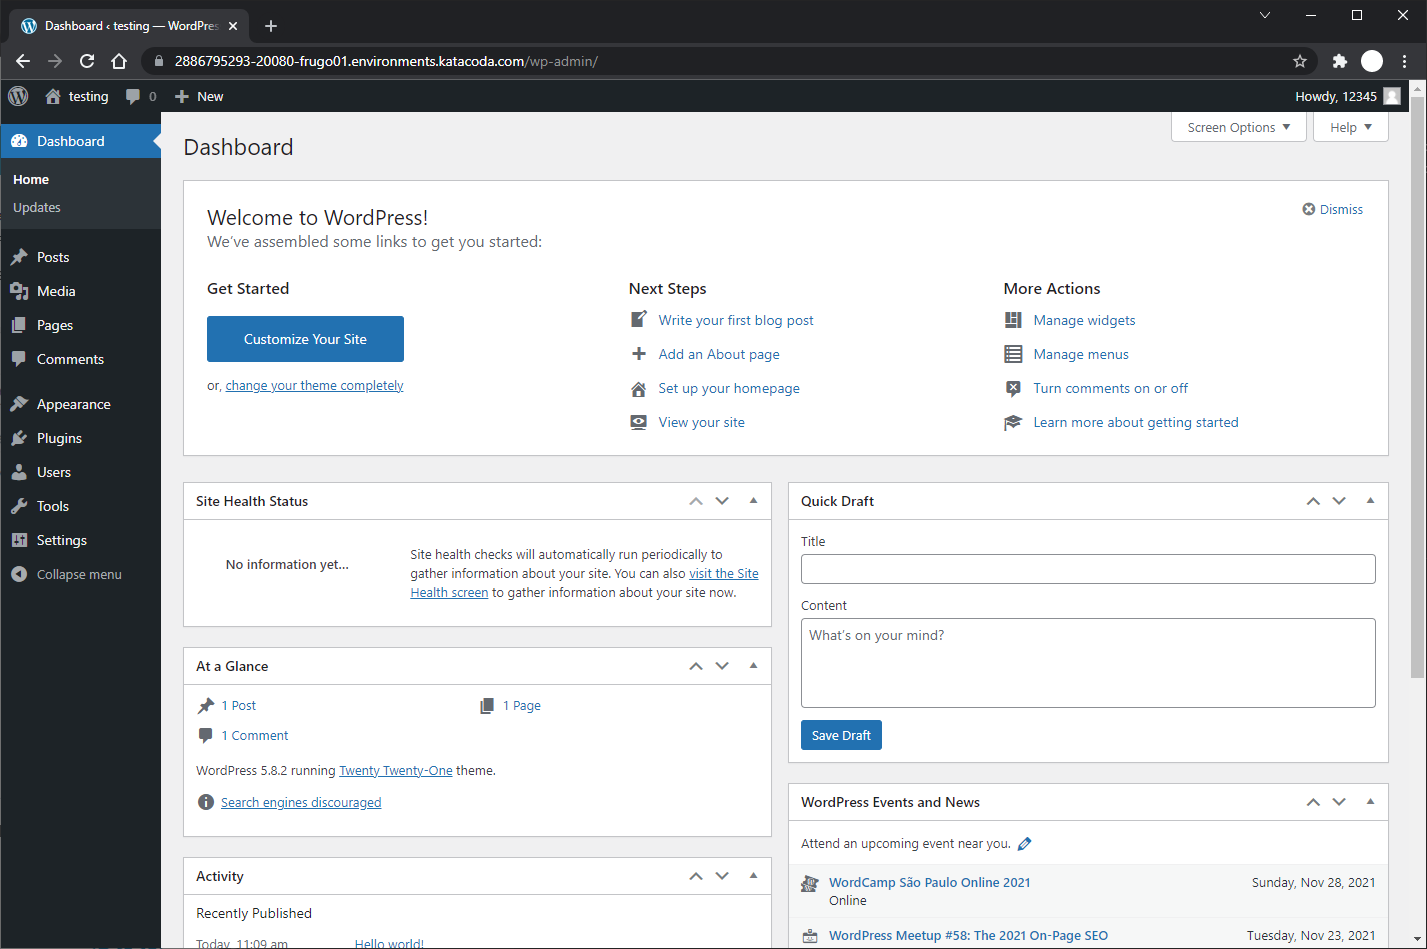 Dashboard ‹ testing — WordPres
2886795293-20080-frugo01.environments.katacoda.com/wp-admin/
testing 0 New Howdy, 12345
Screen Options Help
Dashboard
Home
Updates
Posts
Media
Pages
Comments
Appearance
Plugins
Users
Tools
Settings
Collapse menu
Dashboard
Welcome to WordPress!
Dismiss
We've assembled some links to get you started:
Get Started
Customize Your Site
or, change your theme completely
Next Steps
Write your first blog post
Add an About page
Set up your homepage
View your site
More Actions
Manage widgets
Manage menus
Turn comments on or off
Learn more about getting started
Site Health Status
No information yet...
Site health checks will automatically run periodically to
gather information about your site. You can also visit the Site
Health screen to gather information about your site now.
At a Glance
1 Post
1 Page
1 Comment
WordPress 5.8.2 running Twenty Twenty-One theme.
Search engines discouraged
Activity
Recently Published
Today, 11:09 am Hello world!
Quick Draft
Title
Content
What's on your mind?
Save Draft
WordPress Events and News
Attend an upcoming event near you.
WordCamp São Paulo Online 2021 Sunday, Nov 28, 2021
Online
WordPress Meetup #58: The 2021 On-Page SEO Tuesday, Nov 23, 2021